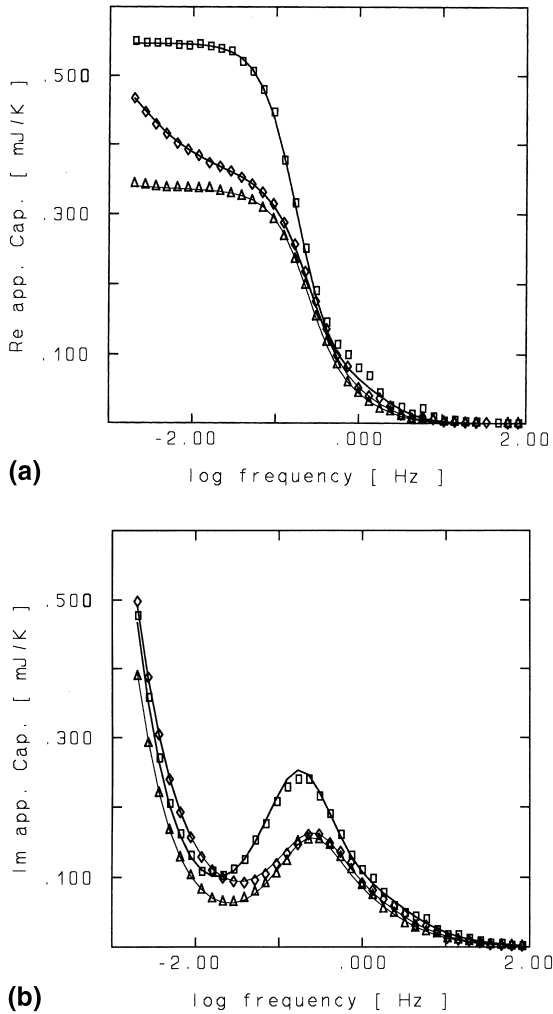 Re app. Cap. [ mJ/K ]
.500
.300
.100
-2.00 .000 2.00
(a)
log frequency [ Hz ]
Im app. Cap. [ mJ/K ]
.500
.300
.100
-2.00 .000 2.00
(b)
log frequency [ Hz ]